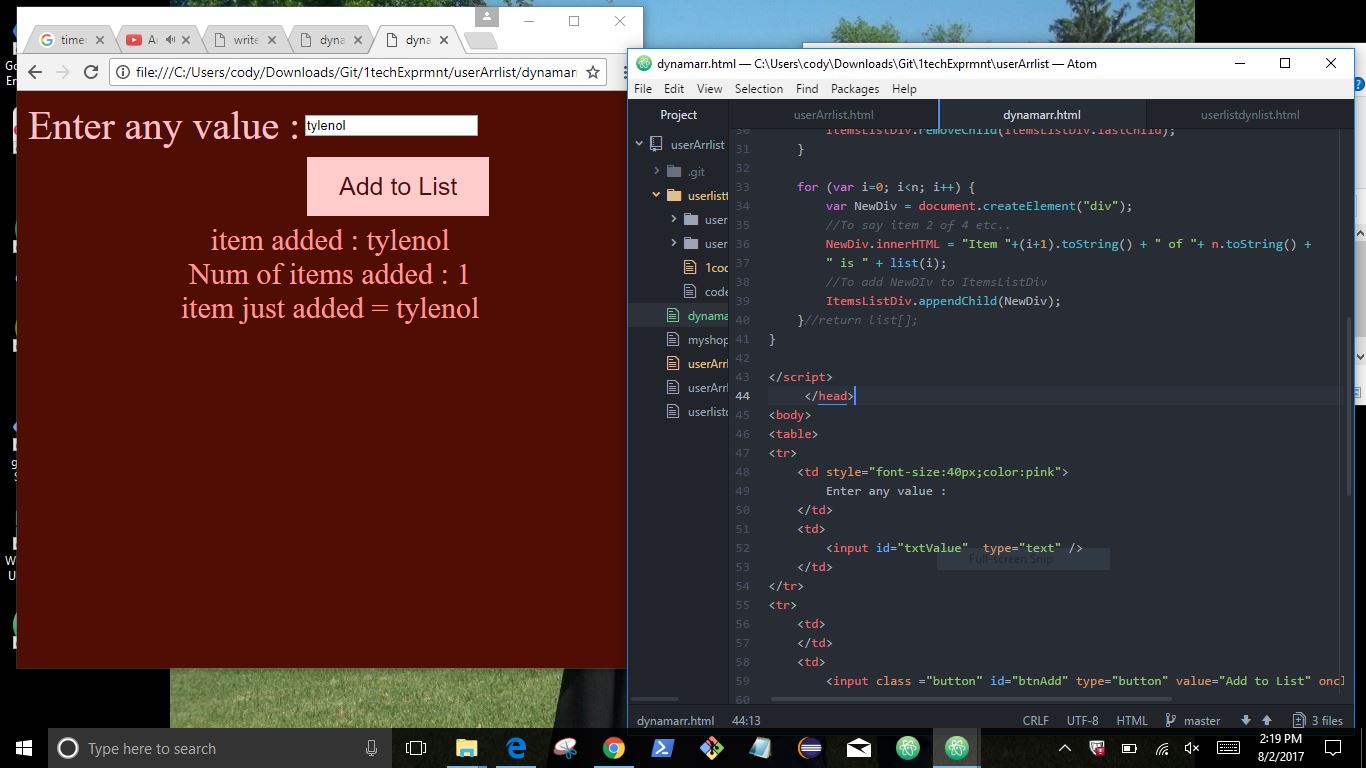 time
A
write
dyna
dyna
file:///C:/Users/cody/Downloads/Git/1techExprmnt/userArrlist/dynamarr
Enter any value :
tylenol
Add to List
item added : tylenol
Num of items added : 1
item just added = tylenol
dynamarr.html — C:\Users\cody\Downloads\Git\1techExprmnt\userArrlist — Atom
File Edit View Selection Find Packages Help
Project
userArrlist.html
dynamarr.html
userlistdynlist.html
userArrlist
.git
userlistt
user
user
1cod
code
dynama
myshop
userArrl
userArrl
userlistd
30 ItemsListDiv.removeChild(ItemsListDiv.lastChild);
31 }
32
33 for (var i=0; i<n; i++) {
34 var NewDiv = document.createElement("div");
35 //To say item 2 of 4 etc..
36 NewDiv.innerHTML = "Item "+(i+1).toString() + " of "+ n.toString() +
37 " is " + list(i);
38 //To add NewDIv to ItemsListDiv
39 ItemsListDiv.appendChild(NewDiv);
40 }//return list[];
41 }
42
43 </script>
44 </head>
45 <body>
46 <table>
47 <tr>
48 <td style="font-size:40px;color:pink">
49 Enter any value :
50 </td>
51 <td>
52 <input id="txtValue" type="text" />
53 </td>
54 </tr>
55 <tr>
56 <td>
57 </td>
58 <td>
59 <input class ="button" id="btnAdd" type="button" value="Add to List" oncl
60
Full-screen Snip
dynamarr.html 44:13 CRLF UTF-8 HTML master 3 files
Type here to search
2:19 PM
8/2/2017